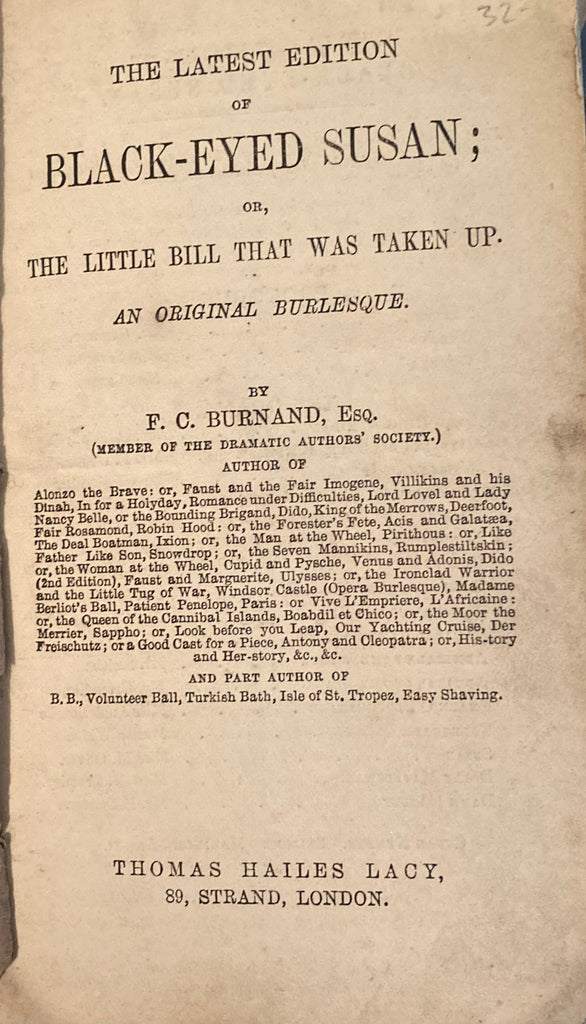 32-
THE LATEST EDITION
OF
BLACK-EYED SUSAN;
OR,
THE LITTLE BILL THAT WAS TAKEN UP.
AN ORIGINAL BURLESQUE.
BY
F. C. BURNAND, ESQ.
(MEMBER OF THE DRAMATIC AUTHORS' SOCIETY.)
AUTHOR OF
Alonzo the Brave: or, Faust and the Fair Imogene, Villikins and his
Dinah, In for a Holyday, Romance under Difficulties, Lord Lovel and Lady
Nancy Belle, or the Bounding Brigand, Dido, King of the Merrows, Deerfoot,
Fair Rosamond, Robin Hood: or, the Forester's Fete, Acis and Galatæa,
The Deal Boatman, Ixion; or, the Man at the Wheel, Pirithous: or, Like
Father Like Son, Snowdrop; or, the Seven Mannikins, Rumplestiltskin;
or, the Woman at the Wheel, Cupid and Pysche, Venus and Adonis, Dido
(2nd Edition), Faust and Marguerite, Ulysses; or, the Ironclad Warrior
and the Little Tug of War, Windsor Castle (Opera Burlesque), Madame
Berliot's Ball, Patient Penelope, Paris: or Vive L'Empriere, L'Africaine:
or, the Queen of the Cannibal Islands, Boabdil et Chico; or, the Moor the
Merrier, Sappho; or, Look before you Leap, Our Yachting Cruise, Der
Freischutz; or a Good Cast for a Piece, Antony and Cleopatra; or, His-tory
and Her-story, &c., &c.
AND PART AUTHOR OF
B. B., Volunteer Ball, Turkish Bath, Isle of St. Tropez, Easy Shaving.
THOMAS HAILES LACY,
89, STRAND, LONDON.